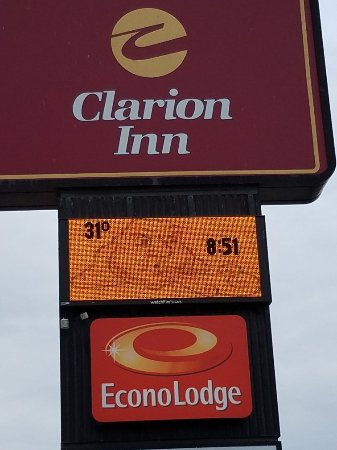 Clarion
Inn
31° 8:51
EconoLodge